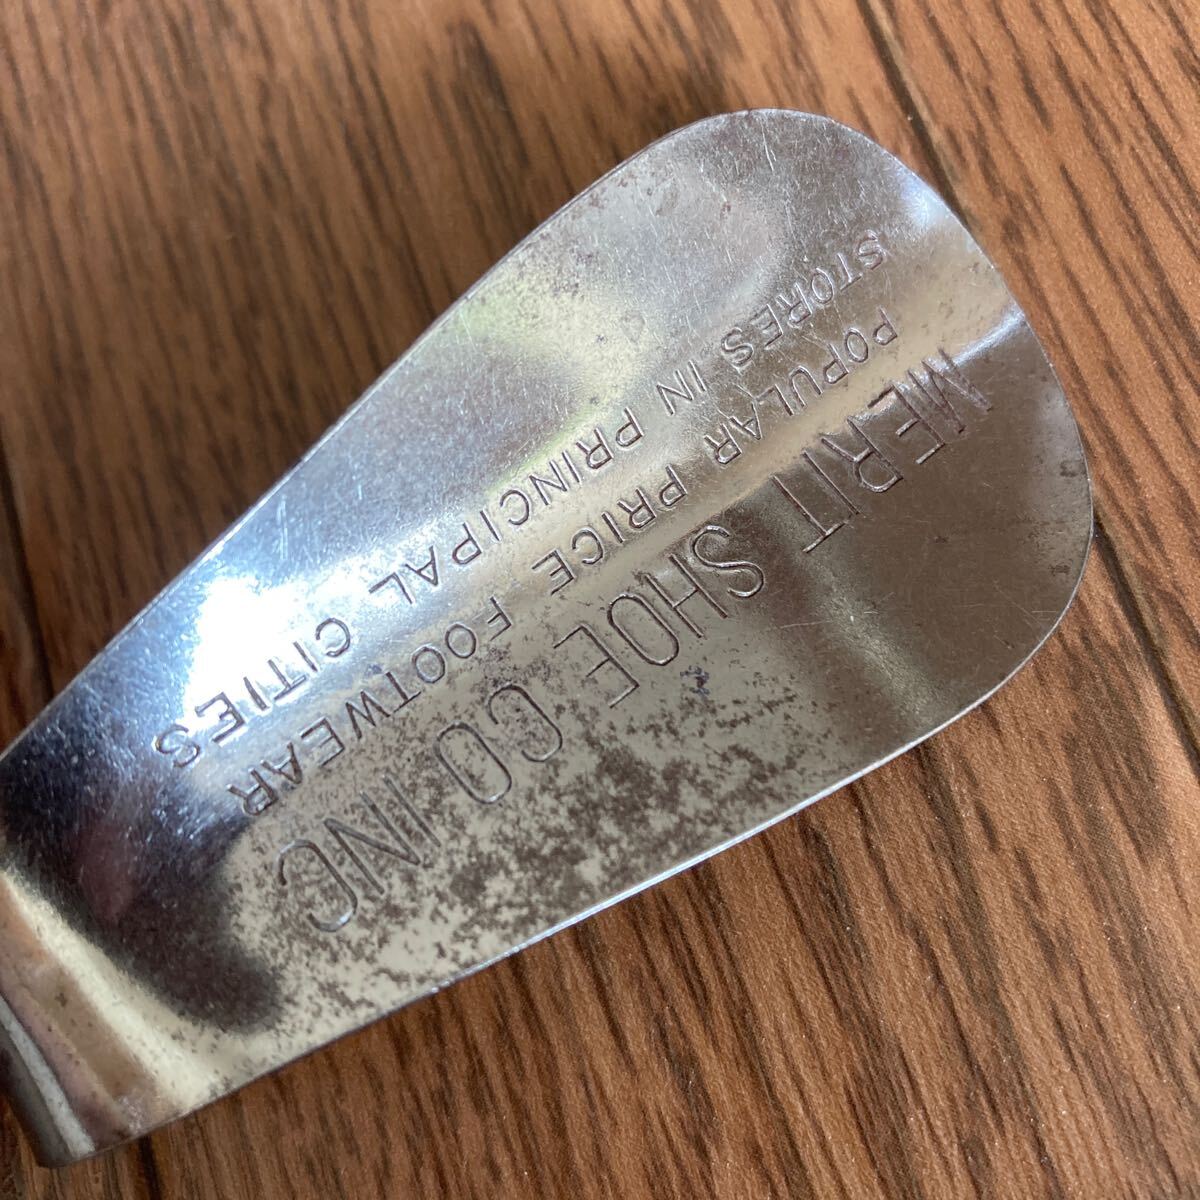 MERIT SHOE CO INC
POPULAR PRICE FOOTWEAR
STORES IN PRINCIPAL CITIES